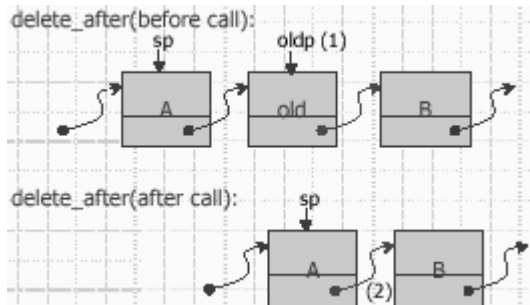 delete_after(before call):
sp oldp (1)
A old B
delete_after(after call):
sp
A B
(2)